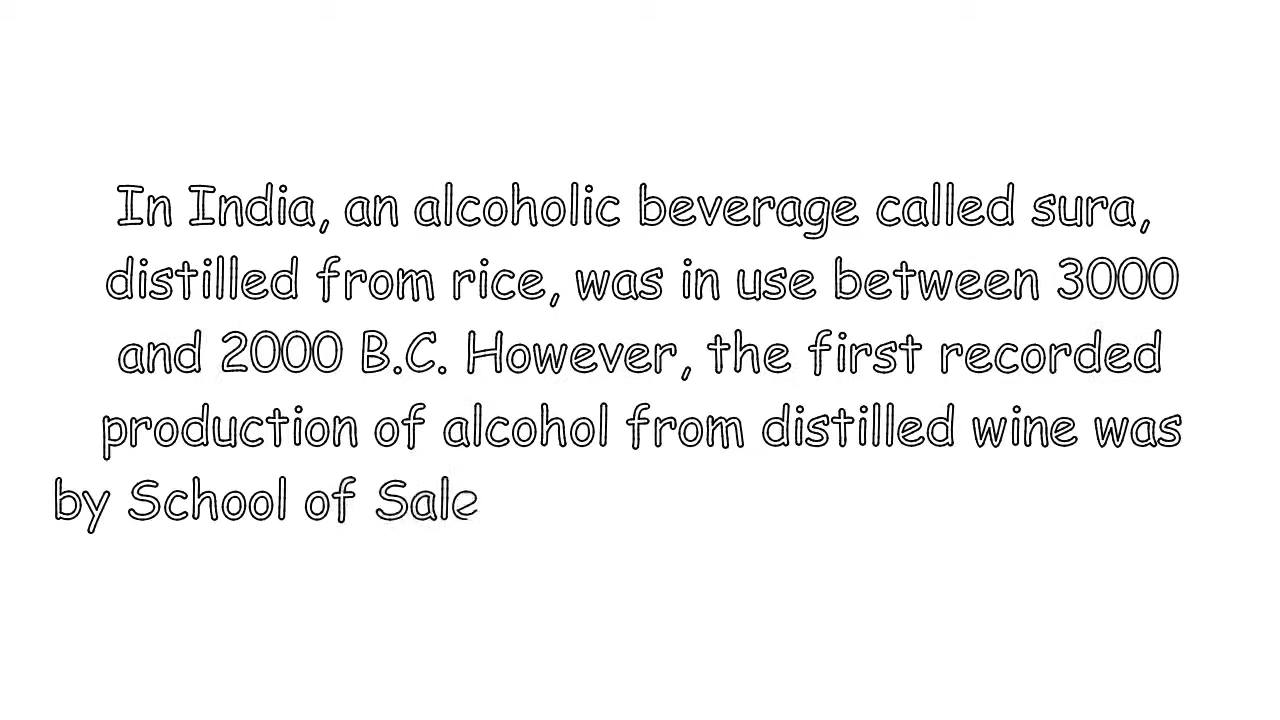 In India, an alcoholic beverage called sura,
distilled from rice, was in use between 3000
and 2000 B.C. However, the first recorded
production of alcohol from distilled wine was
by School of Sale